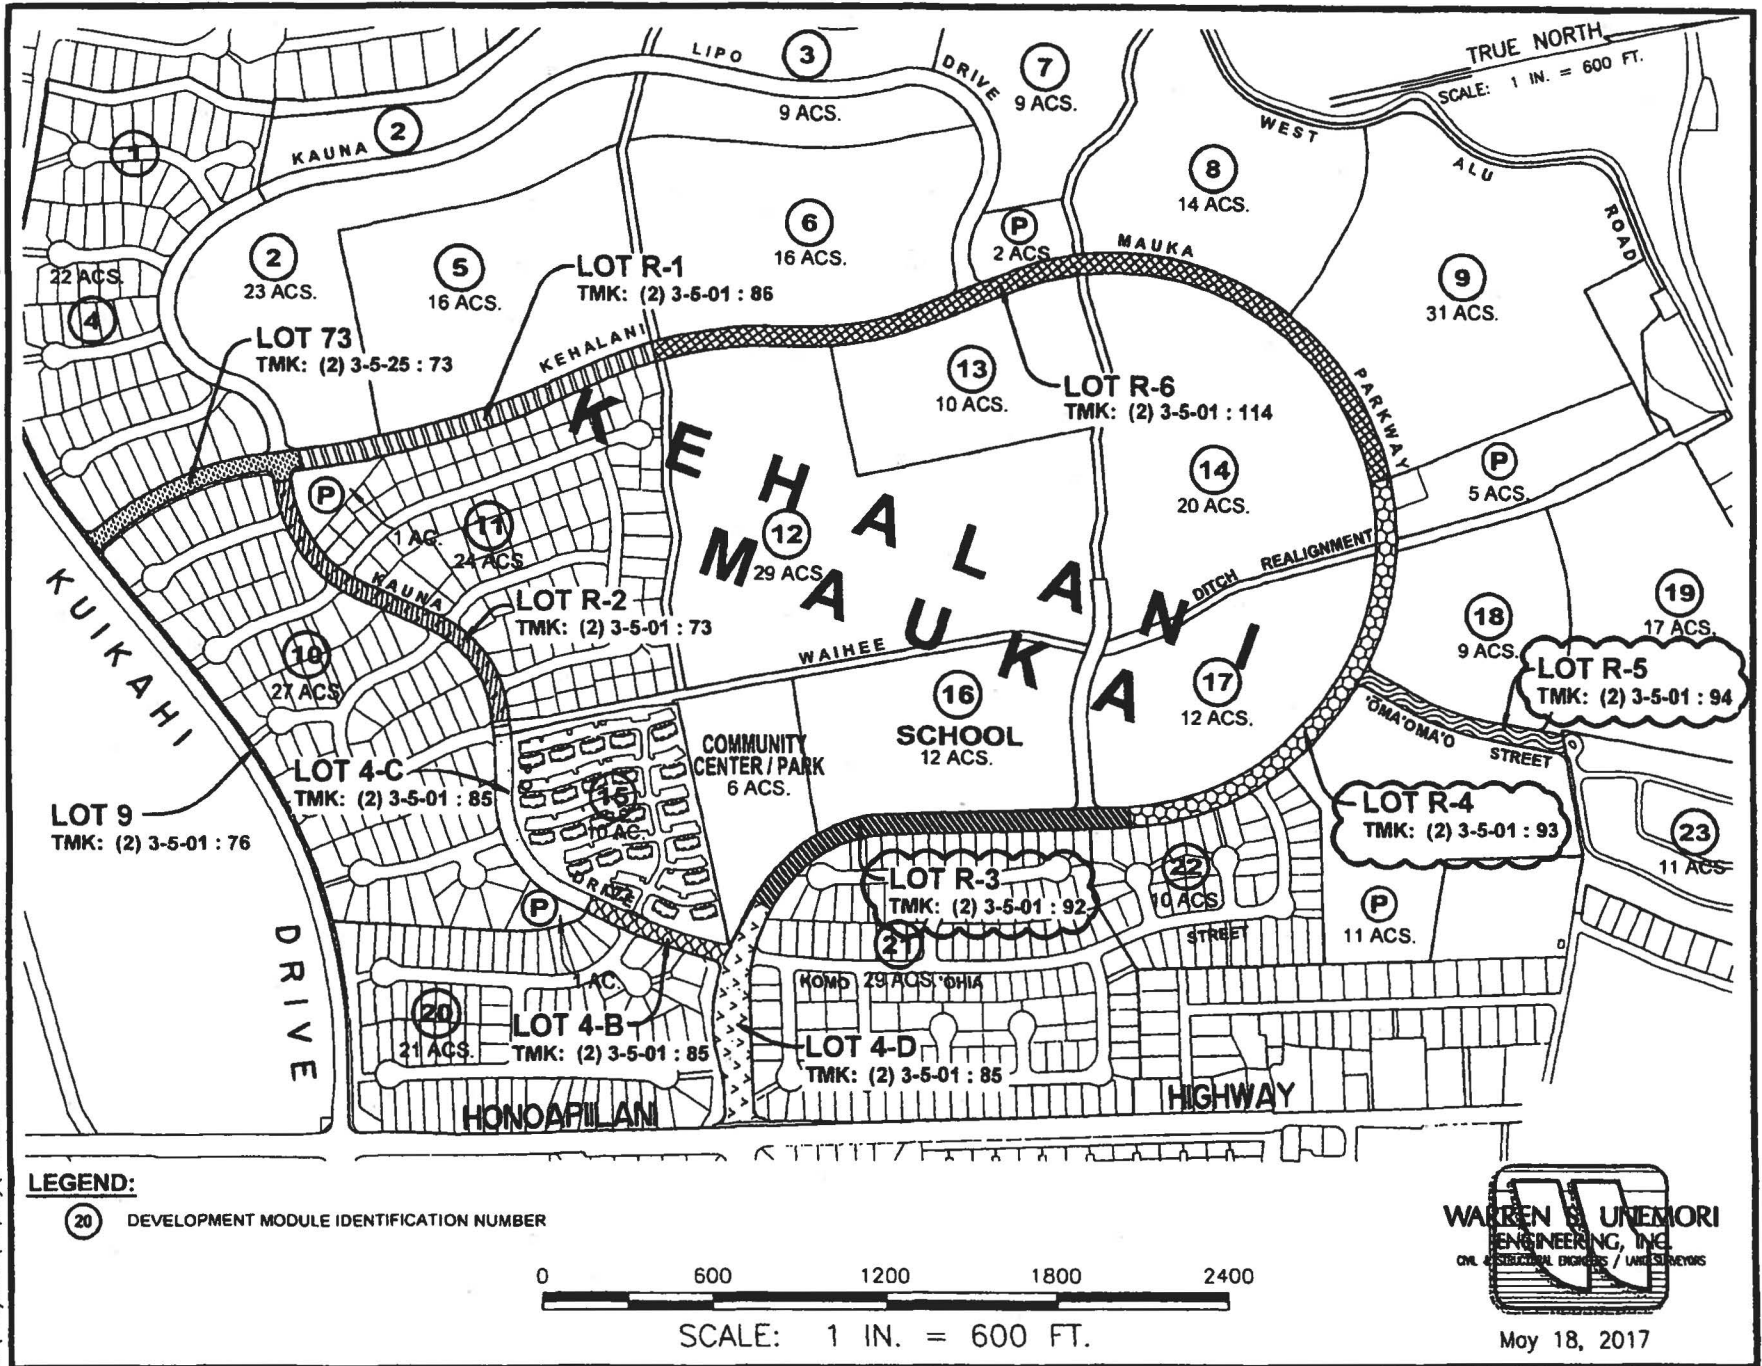 TRUE NORTH
SCALE: 1 IN. = 600 FT.
LIPO
DRIVE
KAUNA
3
9 ACS.
7
9 ACS.
2
1
WEST
ALU
ROAD
8
14 ACS.
P
2 ACS.
MAUKA
6
16 ACS.
2
23 ACS.
5
16 ACS.
22 ACS.
4
9
31 ACS.
LOT R-1
TMK: (2) 3-5-01 : 86
LOT 73
TMK: (2) 3-5-25 : 73
KEHALANI
13
10 ACS.
LOT R-6
TMK: (2) 3-5-01 : 114
PARKWAY
KEHALANI
MAUKA
14
20 ACS.
P
5 ACS.
P
1 AC.
11
24 ACS
12
29 ACS
DITCH REALIGNMENT
KAUNA
LOT R-2
TMK: (2) 3-5-01 : 73
WAIHEE
18
9 ACS.
19
17 ACS.
KUIKAHI
10
27 ACS
16
SCHOOL
12 ACS.
17
12 ACS.
LOT R-5
TMK: (2) 3-5-01 : 94
'OMA'OMA'O
STREET
COMMUNITY
CENTER / PARK
6 ACS.
LOT 4-C
TMK: (2) 3-5-01 : 85
15
10 AC.
LOT 9
TMK: (2) 3-5-01 : 76
LOT R-4
TMK: (2) 3-5-01 : 93
23
11 ACS
DRIVE
P
LOT R-3
TMK: (2) 3-5-01 : 92
22
10 ACS
P
11 ACS.
DRIVE
21
29 ACS.
STREET
KOMO 'OHIA
1 AC.
20
21 ACS.
LOT 4-B
TMK: (2) 3-5-01 : 85
LOT 4-D
TMK: (2) 3-5-01 : 85
HONOAPIILANI
HIGHWAY
LEGEND:
20 DEVELOPMENT MODULE IDENTIFICATION NUMBER
0 600 1200 1800 2400
SCALE: 1 IN. = 600 FT.
WARREN S. UNEMORI
ENGINEERING, INC.
CIVIL & STRUCTURAL ENGINEERS / LAND SURVEYORS
May 18, 2017